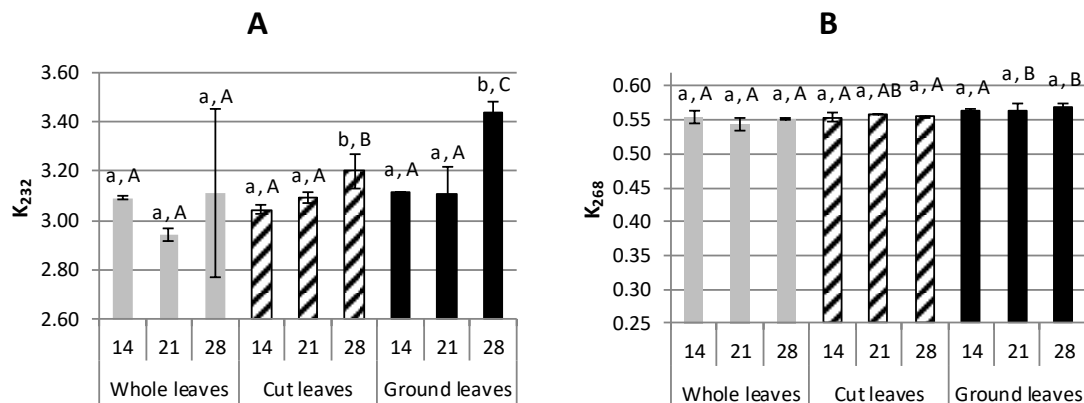 A
3.60
3.40
3.20
3.00
2.80
2.60
K232
a, A
a, A
a, A
a, A
a, A
b, B
a, A
a, A
b, C
14 21 28 14 21 28 14 21 28
Whole leaves Cut leaves Ground leaves
B
0.60
0.55
0.50
0.45
0.40
0.35
0.30
0.25
K268
a, A
a, A
a, A
a, A
a, AB
a, A
a, A
a, B
a, B
14 21 28 14 21 28 14 21 28
Whole leaves Cut leaves Ground leaves